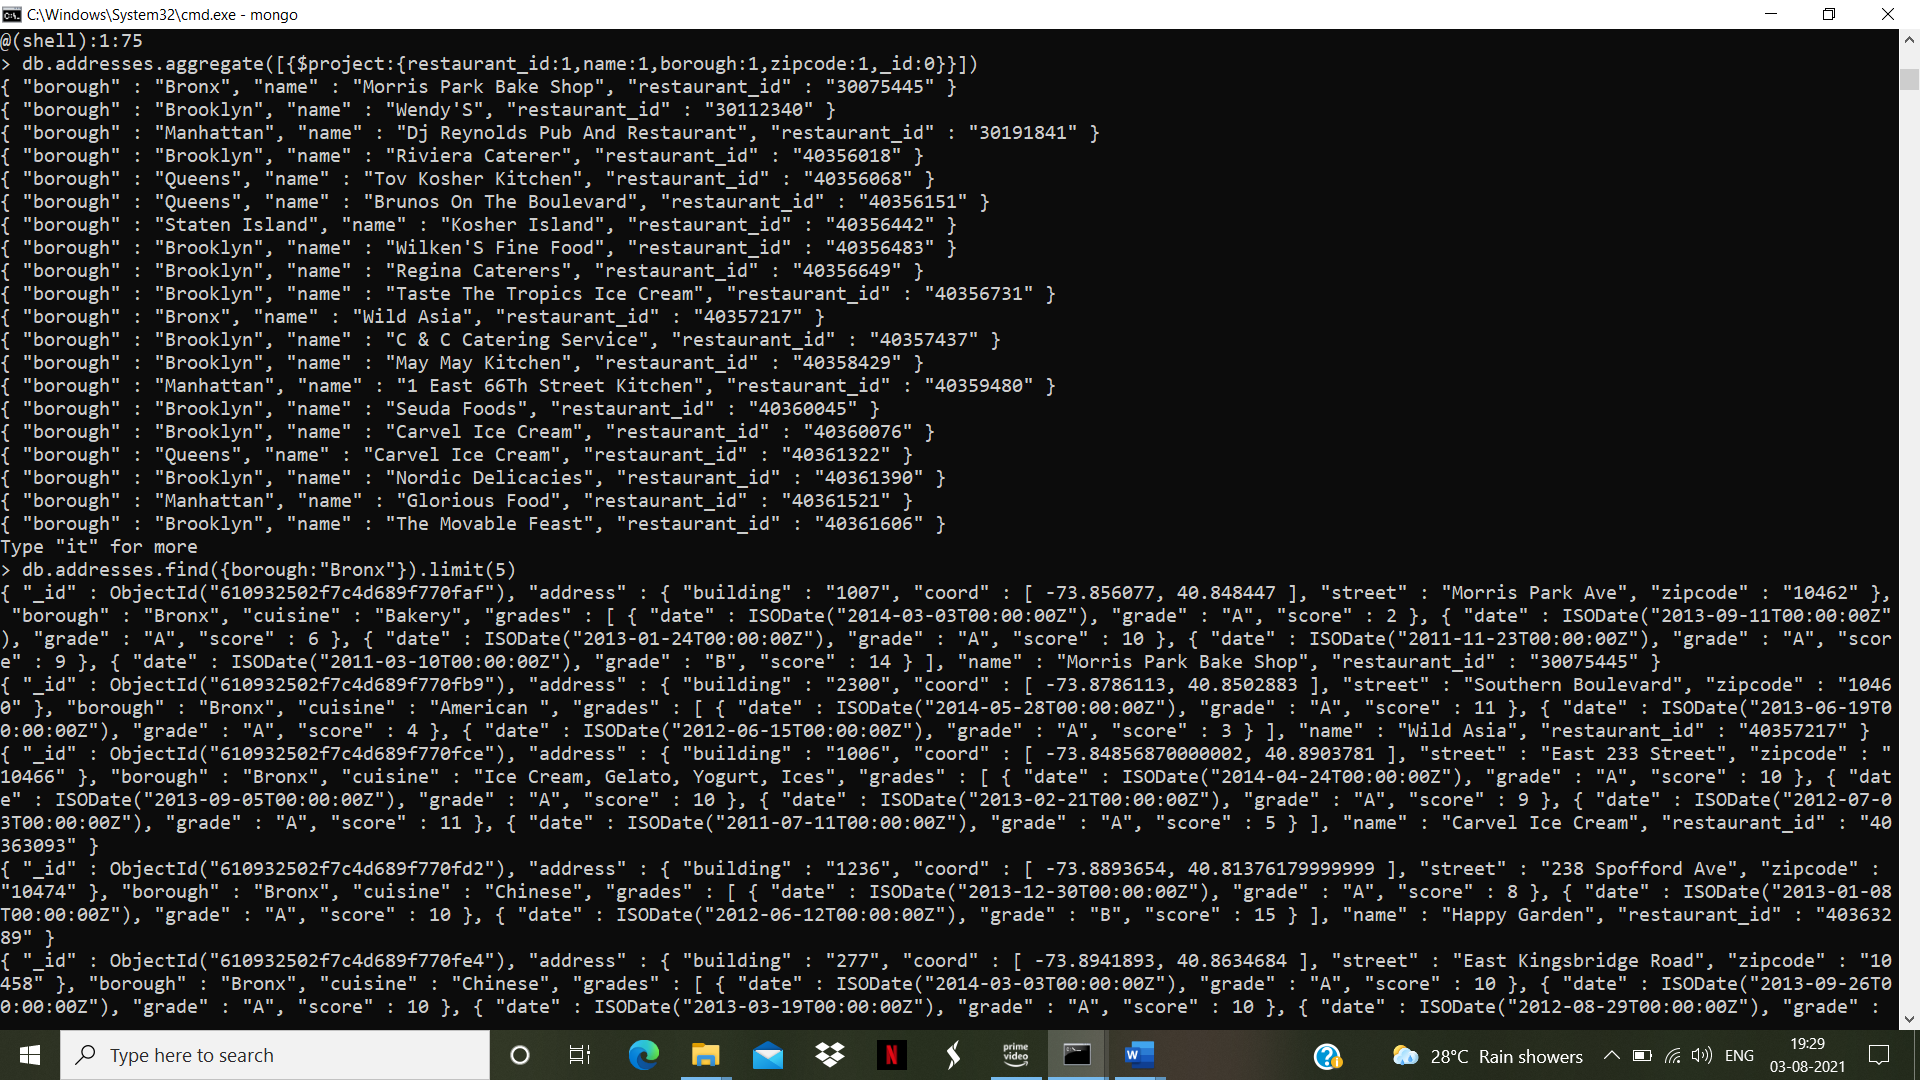 C:\Windows\System32\cmd.exe - mongo
@(shell):1:75
> db.addresses.aggregate([{$project:{restaurant_id:1,name:1,borough:1,zipcode:1,_id:0}}])
{ "borough" : "Bronx", "name" : "Morris Park Bake Shop", "restaurant_id" : "30075445" }
{ "borough" : "Brooklyn", "name" : "Wendy'S", "restaurant_id" : "30112340" }
{ "borough" : "Manhattan", "name" : "Dj Reynolds Pub And Restaurant", "restaurant_id" : "30191841" }
{ "borough" : "Brooklyn", "name" : "Riviera Caterer", "restaurant_id" : "40356018" }
{ "borough" : "Queens", "name" : "Tov Kosher Kitchen", "restaurant_id" : "40356068" }
{ "borough" : "Queens", "name" : "Brunos On The Boulevard", "restaurant_id" : "40356151" }
{ "borough" : "Staten Island", "name" : "Kosher Island", "restaurant_id" : "40356442" }
{ "borough" : "Brooklyn", "name" : "Wilken'S Fine Food", "restaurant_id" : "40356483" }
{ "borough" : "Brooklyn", "name" : "Regina Caterers", "restaurant_id" : "40356649" }
{ "borough" : "Brooklyn", "name" : "Taste The Tropics Ice Cream", "restaurant_id" : "40356731" }
{ "borough" : "Bronx", "name" : "Wild Asia", "restaurant_id" : "40357217" }
{ "borough" : "Brooklyn", "name" : "C & C Catering Service", "restaurant_id" : "40357437" }
{ "borough" : "Brooklyn", "name" : "May May Kitchen", "restaurant_id" : "40358429" }
{ "borough" : "Manhattan", "name" : "1 East 66Th Street Kitchen", "restaurant_id" : "40359480" }
{ "borough" : "Brooklyn", "name" : "Seuda Foods", "restaurant_id" : "40360045" }
{ "borough" : "Brooklyn", "name" : "Carvel Ice Cream", "restaurant_id" : "40360076" }
{ "borough" : "Queens", "name" : "Carvel Ice Cream", "restaurant_id" : "40361322" }
{ "borough" : "Brooklyn", "name" : "Nordic Delicacies", "restaurant_id" : "40361390" }
{ "borough" : "Manhattan", "name" : "Glorious Food", "restaurant_id" : "40361521" }
{ "borough" : "Brooklyn", "name" : "The Movable Feast", "restaurant_id" : "40361606" }
Type "it" for more
> db.addresses.find({borough:"Bronx"}).limit(5)
{ "_id" : ObjectId("610932502f7c4d689f770faf"), "address" : { "building" : "1007", "coord" : [ -73.856077, 40.848447 ], "street" : "Morris Park Ave", "zipcode" : "10462" },
 "borough" : "Bronx", "cuisine" : "Bakery", "grades" : [ { "date" : ISODate("2014-03-03T00:00:00Z"), "grade" : "A", "score" : 2 }, { "date" : ISODate("2013-09-11T00:00:00Z"
), "grade" : "A", "score" : 6 }, { "date" : ISODate("2013-01-24T00:00:00Z"), "grade" : "A", "score" : 10 }, { "date" : ISODate("2011-11-23T00:00:00Z"), "grade" : "A", "scor
e" : 9 }, { "date" : ISODate("2011-03-10T00:00:00Z"), "grade" : "B", "score" : 14 } ], "name" : "Morris Park Bake Shop", "restaurant_id" : "30075445" }
{ "_id" : ObjectId("610932502f7c4d689f770fb9"), "address" : { "building" : "2300", "coord" : [ -73.8786113, 40.8502883 ], "street" : "Southern Boulevard", "zipcode" : "1046
0" }, "borough" : "Bronx", "cuisine" : "American ", "grades" : [ { "date" : ISODate("2014-05-28T00:00:00Z"), "grade" : "A", "score" : 11 }, { "date" : ISODate("2013-06-19T0
0:00:00Z"), "grade" : "A", "score" : 4 }, { "date" : ISODate("2012-06-15T00:00:00Z"), "grade" : "A", "score" : 3 } ], "name" : "Wild Asia", "restaurant_id" : "40357217" }
{ "_id" : ObjectId("610932502f7c4d689f770fce"), "address" : { "building" : "1006", "coord" : [ -73.84856870000002, 40.8903781 ], "street" : "East 233 Street", "zipcode" : "
10466" }, "borough" : "Bronx", "cuisine" : "Ice Cream, Gelato, Yogurt, Ices", "grades" : [ { "date" : ISODate("2014-04-24T00:00:00Z"), "grade" : "A", "score" : 10 }, { "dat
e" : ISODate("2013-09-05T00:00:00Z"), "grade" : "A", "score" : 10 }, { "date" : ISODate("2013-02-21T00:00:00Z"), "grade" : "A", "score" : 9 }, { "date" : ISODate("2012-07-0
3T00:00:00Z"), "grade" : "A", "score" : 11 }, { "date" : ISODate("2011-07-11T00:00:00Z"), "grade" : "A", "score" : 5 } ], "name" : "Carvel Ice Cream", "restaurant_id" : "40
363093" }
{ "_id" : ObjectId("610932502f7c4d689f770fd2"), "address" : { "building" : "1236", "coord" : [ -73.8893654, 40.81376179999999 ], "street" : "238 Spofford Ave", "zipcode" :
"10474" }, "borough" : "Bronx", "cuisine" : "Chinese", "grades" : [ { "date" : ISODate("2013-12-30T00:00:00Z"), "grade" : "A", "score" : 8 }, { "date" : ISODate("2013-01-08
T00:00:00Z"), "grade" : "A", "score" : 10 }, { "date" : ISODate("2012-06-12T00:00:00Z"), "grade" : "B", "score" : 15 } ], "name" : "Happy Garden", "restaurant_id" : "403632
89" }
{ "_id" : ObjectId("610932502f7c4d689f770fe4"), "address" : { "building" : "277", "coord" : [ -73.8941893, 40.8634684 ], "street" : "East Kingsbridge Road", "zipcode" : "10
458" }, "borough" : "Bronx", "cuisine" : "Chinese", "grades" : [ { "date" : ISODate("2014-03-03T00:00:00Z"), "grade" : "A", "score" : 10 }, { "date" : ISODate("2013-09-26T0
0:00:00Z"), "grade" : "A", "score" : 10 }, { "date" : ISODate("2013-03-19T00:00:00Z"), "grade" : "A", "score" : 10 }, { "date" : ISODate("2012-08-29T00:00:00Z"), "grade" :
Type here to search
prime video
28°C Rain showers
ENG
19:29
03-08-2021